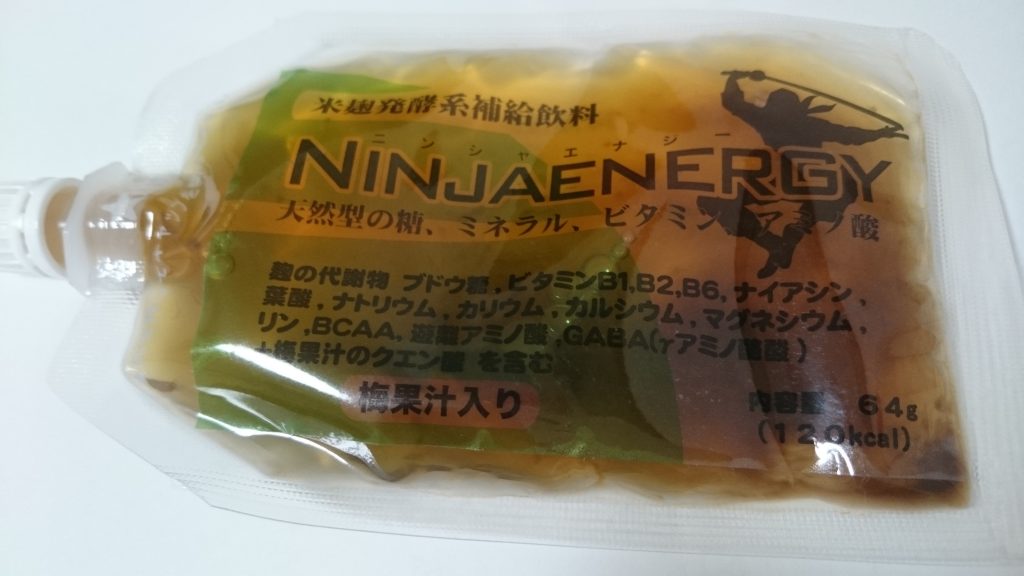 米麹発酵系補給飲料
ニンジャエナジー
NINJAENERGY
天然型の糖、ミネラル、ビタミン、アミノ酸
麹の代謝物 ブドウ糖,ビタミンB1,B2,B6,ナイアシン,
葉酸,ナトリウム,カリウム,カルシウム,マグネシウム,
リン,BCAA,遊離アミノ酸,GABA(γアミノ酪酸)
+梅果汁のクエン酸 を含む
梅果汁入り
内容量 64g
(120kcal)